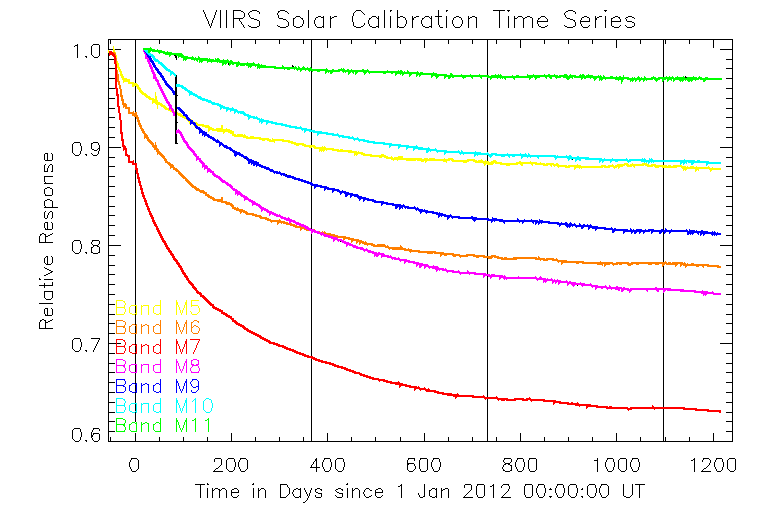 VIIRS Solar Calibration Time Series
1.0
0.9
0.8
0.7
0.6
Relative Response
Band M5
Band M6
Band M7
Band M8
Band M9
Band M10
Band M11
0 200 400 600 800 1000 1200
Time in Days since 1 Jan 2012 00:00:00 UT